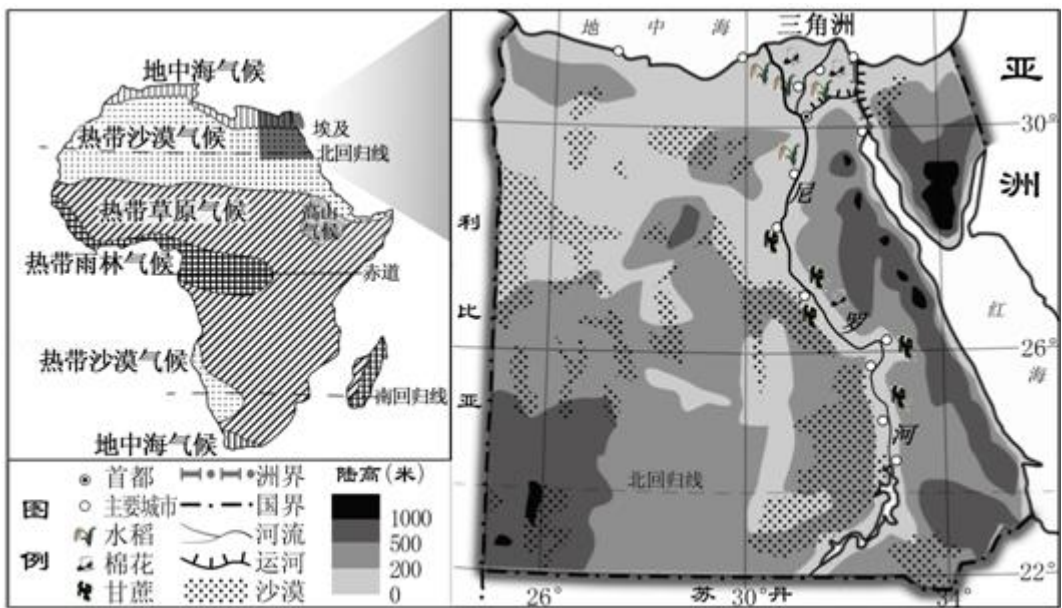 地中海气候
热带沙漠气候
埃及
北回归线
热带草原气候
高山
气候
热带雨林气候
赤道
热带沙漠气候
南回归线
地中海气候
图例
首都
主要城市
水稻
棉花
甘蔗
洲界
国界
河流
运河
沙漠
陆高(米)
1000
500
200
0
26°
30°
34°
地中海
三角洲
亚洲
30°
尼罗河
利比亚
红海
26°
北回归线
22°
26°
苏丹
30°
34°